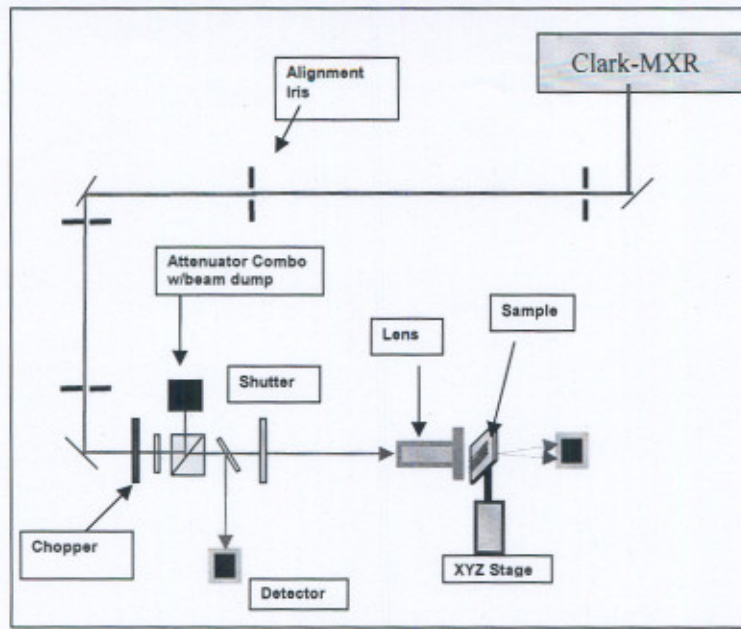 Clark-MXR
Alignment
Iris
Attenuator Combo
w/beam dump
Sample
Lens
Shutter
Chopper
XYZ Stage
Detector